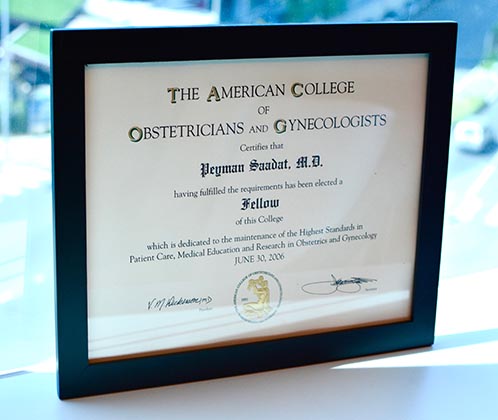 THE AMERICAN COLLEGE
OF
OBSTETRICIANS AND GYNECOLOGISTS
Certifies that
Peyman Saadat, M.D.
having fulfilled the requirements has been elected a
Fellow
of this College
which is dedicated to the maintenance of the Highest Standards in
Patient Care, Medical Education and Research in Obstetrics and Gynecology
JUNE 30, 2006
President